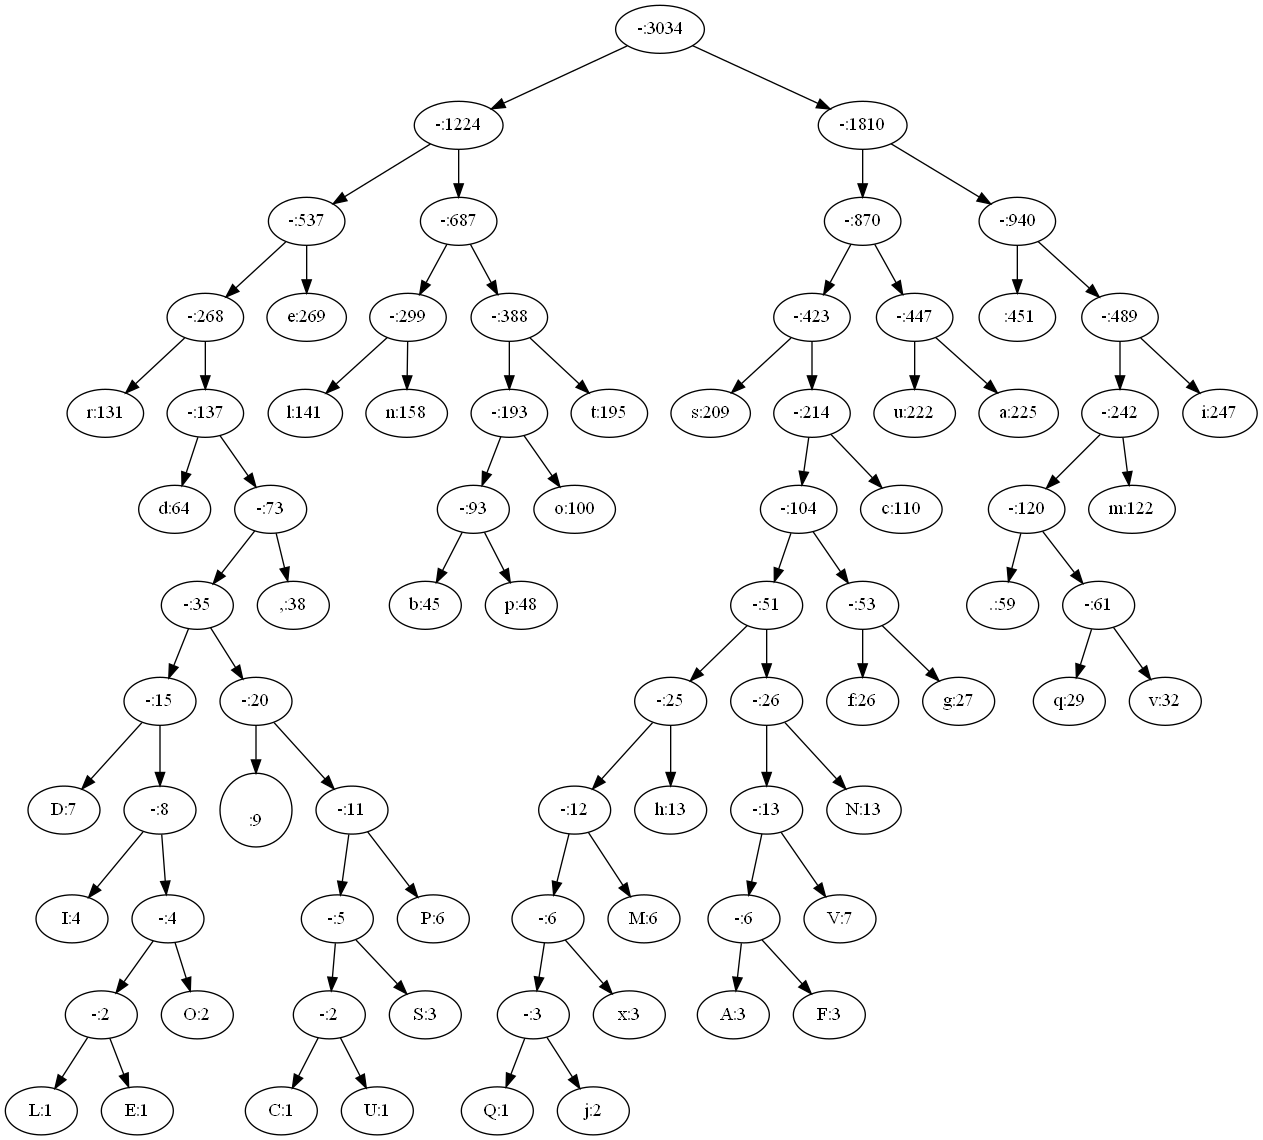 -:3034
-:1224 -:1810
-:537 -:687 -:870 -:940
-:268 e:269 -:299 -:388 -:423 -:447 :451 -:489
r:131 -:137 l:141 n:158 -:193 t:195 s:209 -:214 u:222 a:225 -:242 i:247
d:64 -:73 -:93 o:100 -:104 c:110 -:120 m:122
-:35 ,:38 b:45 p:48 -:51 -:53 .:59 -:61
-:15 -:20 -:25 -:26 f:26 g:27 q:29 v:32
D:7 -:8 :9 -:11 -:12 h:13 -:13 N:13
I:4 -:4 -:5 P:6 -:6 M:6 -:6 V:7
-:2 O:2 -:2 S:3 -:3 x:3 A:3 F:3
L:1 E:1 C:1 U:1 Q:1 j:2